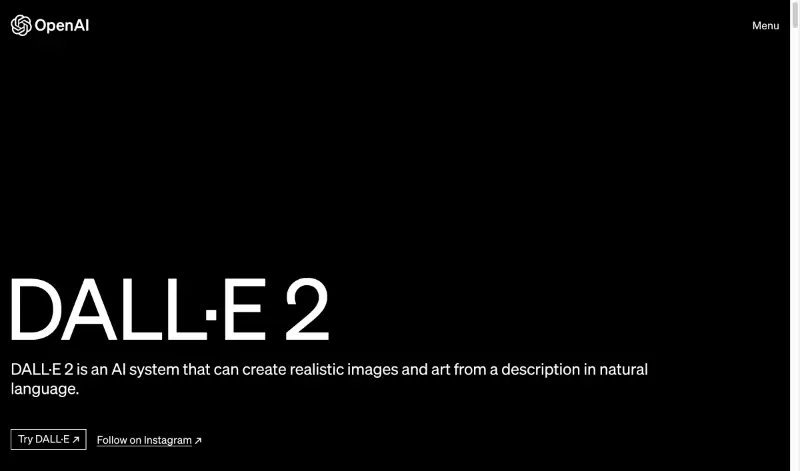 OpenAI
Menu
DALL·E 2
DALL·E 2 is an AI system that can create realistic images and art from a description in natural
language.
Try DALL·E ↗
Follow on Instagram ↗